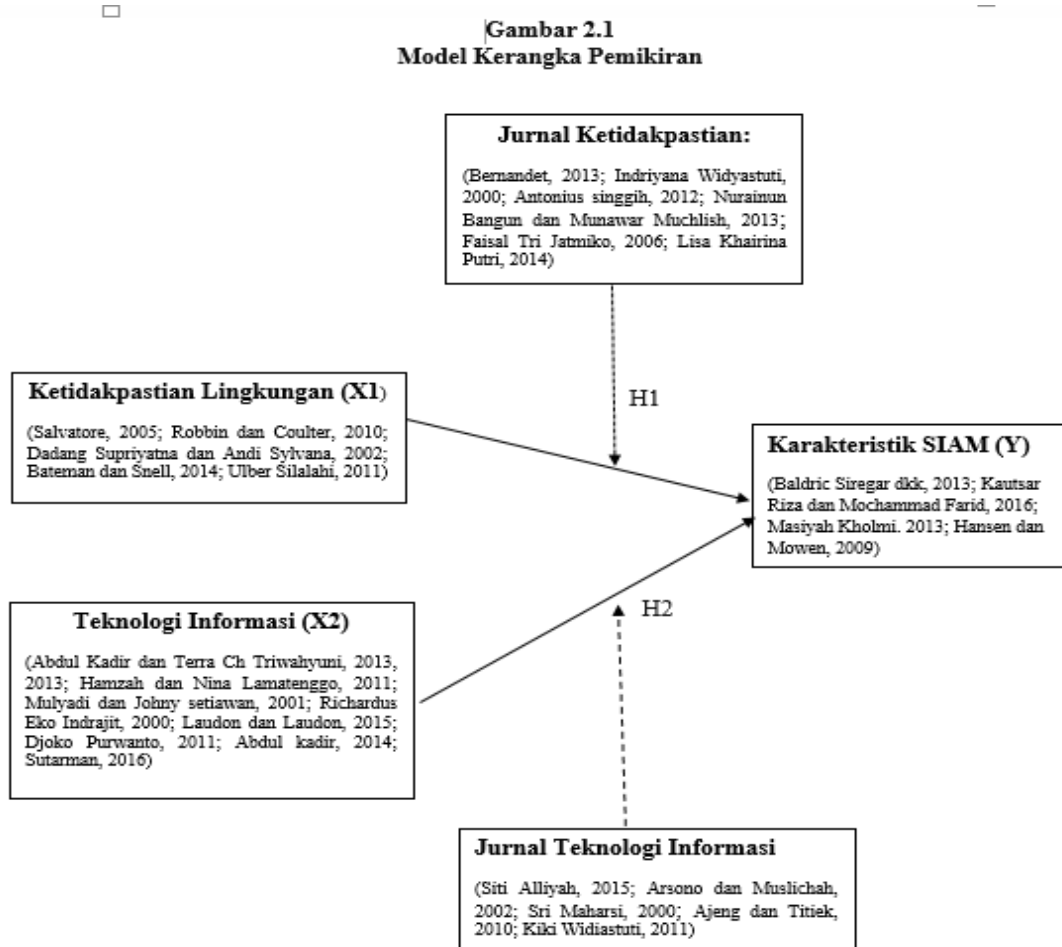 Gambar 2.1
Model Kerangka Pemikiran
Jurnal Ketidakpastian:
(Bernandet, 2013; Indriyana Widyastuti,
2000; Antonius singgih, 2012; Nurainun
Bangun dan Munawar Muchlish, 2013;
Faisal Tri Jatmiko, 2006; Lisa Khairina
Putri, 2014)
H1
Ketidakpastian Lingkungan (X1)
(Salvatore, 2005; Robbin dan Coulter, 2010;
Dadang Supriyatna dan Andi Sylvana, 2002;
Bateman dan Snell, 2014; Ulber Silalahi, 2011)
Karakteristik SIAM (Y)
(Baldric Siregar dkk, 2013; Kautsar
Riza dan Mochammad Farid, 2016;
Masiyah Kholmi. 2013; Hansen dan
Mowen, 2009)
H2
Teknologi Informasi (X2)
(Abdul Kadir dan Terra Ch Triwahyuni, 2013,
2013; Hamzah dan Nina Lamatenggo, 2011;
Mulyadi dan Johny setiawan, 2001; Richardus
Eko Indrajit, 2000; Laudon dan Laudon, 2015;
Djoko Purwanto, 2011; Abdul kadir, 2014;
Sutarman, 2016)
Jurnal Teknologi Informasi
(Siti Alliyah, 2015; Arsono dan Muslichah,
2002; Sri Maharsi, 2000; Ajeng dan Titiek,
2010; Kiki Widiastuti, 2011)